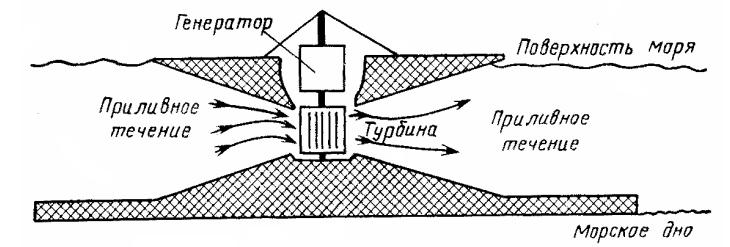 Генератор
Поверхность моря
Приливное
течение
Турбина
Приливное
течение
Морское дно